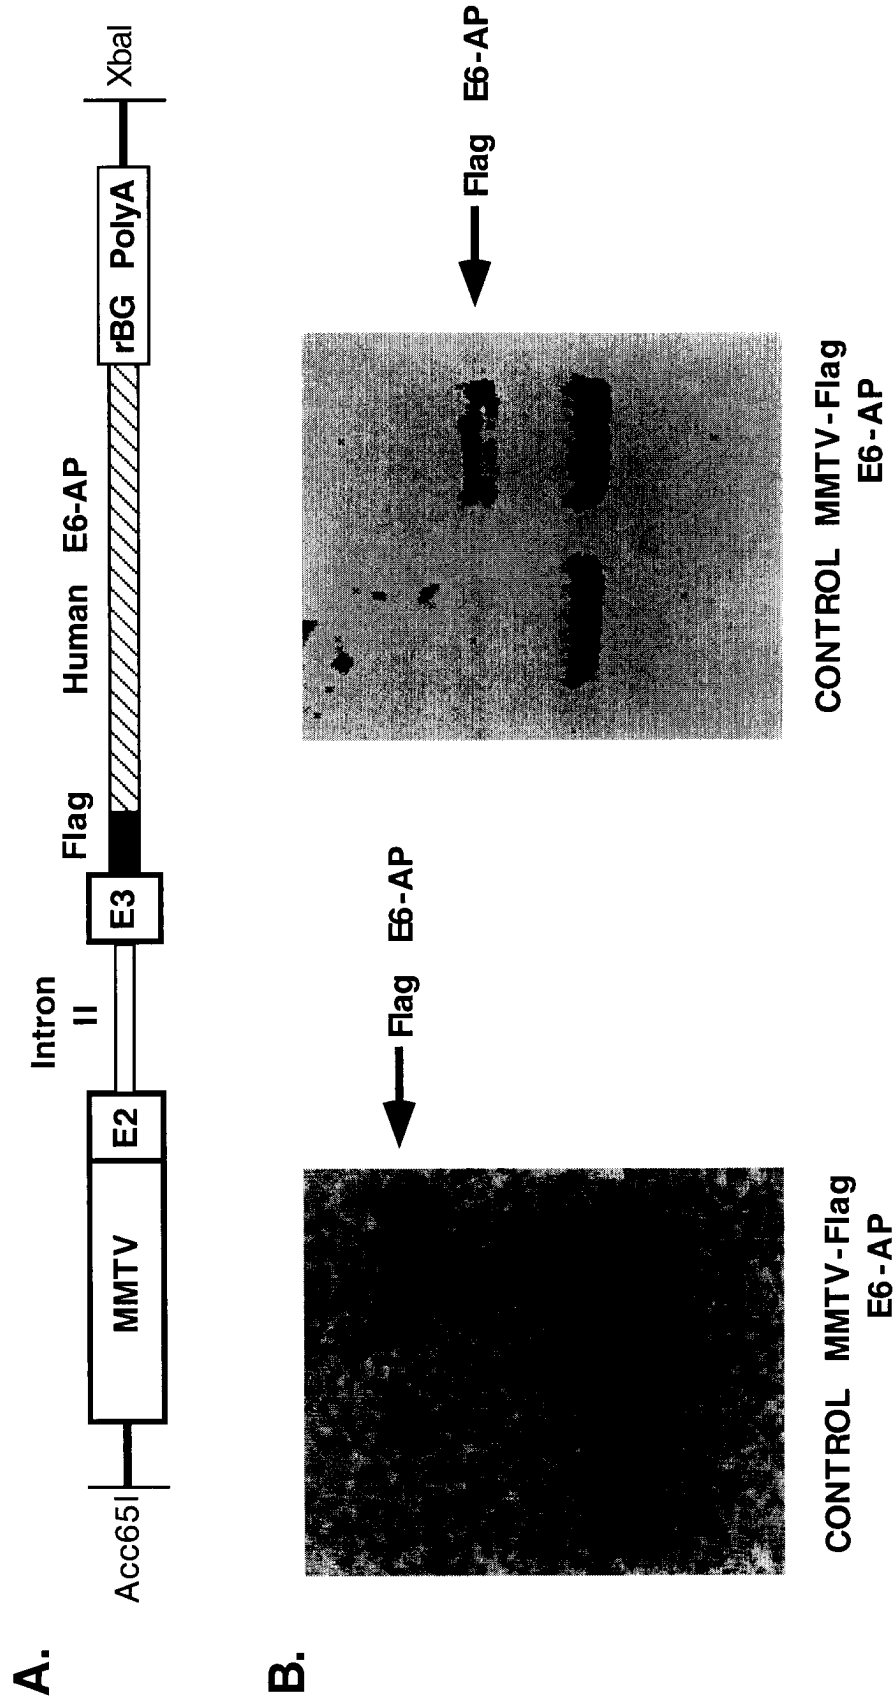 A.
Intron
II
Flag Human E6-AP
Acc65I MMTV E2 E3 rBG PolyA XbaI
B.
Flag E6-AP
Flag E6-AP
CONTROL MMTV-Flag
E6-AP
CONTROL MMTV-Flag
E6-AP